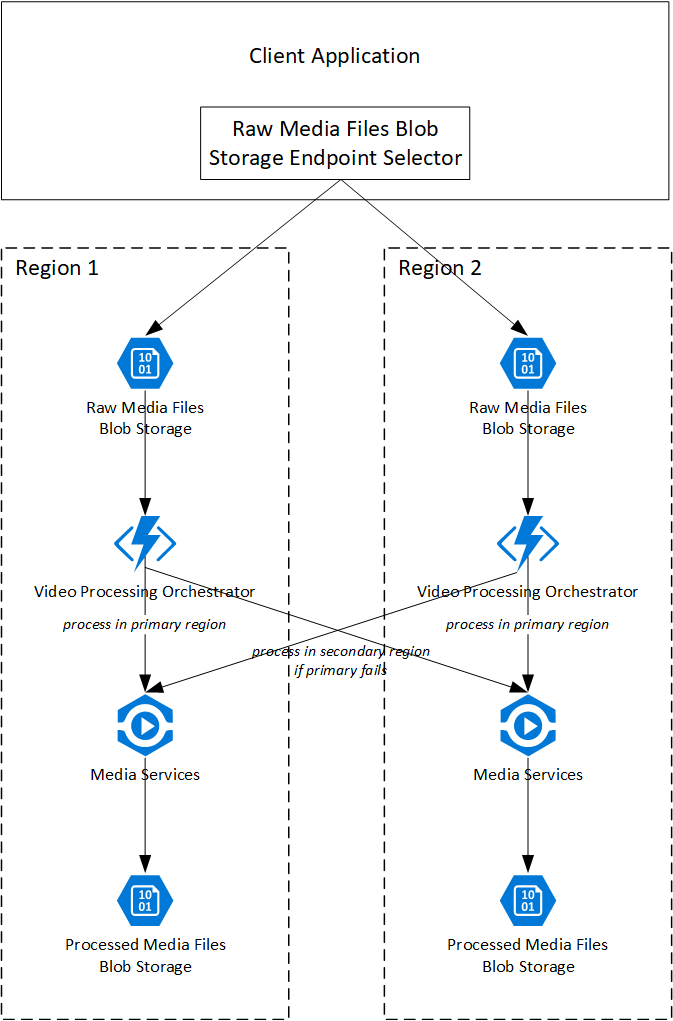 Client Application
Raw Media Files Blob
Storage Endpoint Selector
Region 1
Region 2
10
01
10
01
Raw Media Files
Blob Storage
Raw Media Files
Blob Storage
Video Processing Orchestrator
Video Processing Orchestrator
process in primary region
process in primary region
process in secondary region
if primary fails
Media Services
Media Services
10
01
10
01
Processed Media Files
Blob Storage
Processed Media Files
Blob Storage